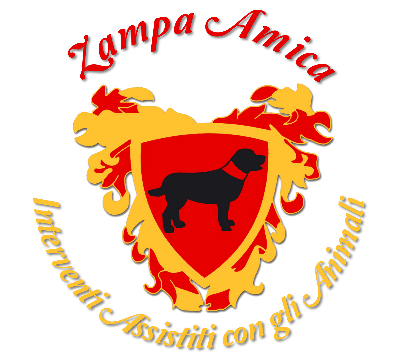 Zampa Amica
Interventi Assistiti con gli Animali